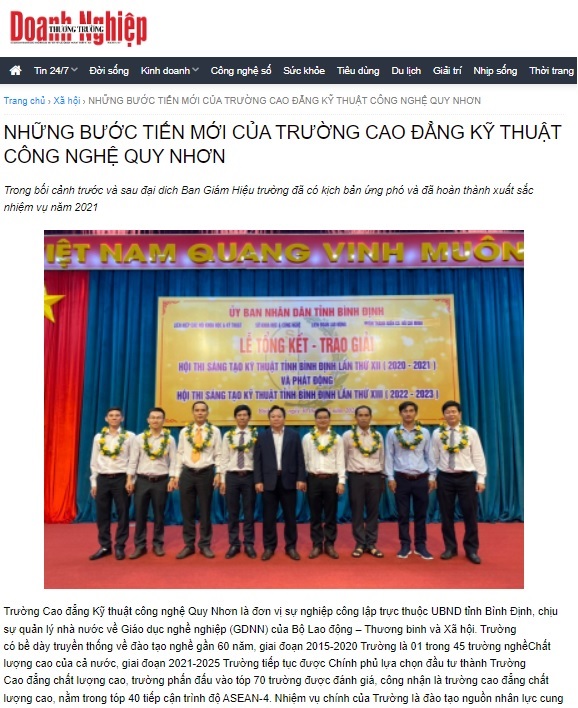 Doanh Nghiệp
THƯƠNG TRƯỜNG
Tin 24/7 Đời sống Kinh doanh Công nghệ số Sức khỏe Tiêu dùng Du lịch Giải trí Nhịp sống Thời trang
Trang chủ › Xã hội › NHỮNG BƯỚC TIẾN MỚI CỦA TRƯỜNG CAO ĐẲNG KỸ THUẬT CÔNG NGHỆ QUY NHƠN
NHỮNG BƯỚC TIẾN MỚI CỦA TRƯỜNG CAO ĐẲNG KỸ THUẬT
CÔNG NGHỆ QUY NHƠN
Trong bối cảnh trước và sau đại dich Ban Giám Hiệu trường đã có kịch bản ứng phó và đã hoàn thành xuất sắc
nhiệm vụ năm 2021
VIỆT NAM QUANG VINH MUÔN
ỦY BAN NHÂN DÂN TỈNH BÌNH ĐỊNH
LỄ TỔNG KẾT - TRAO GIẢI
HỘI THI SÁNG TẠO KỸ THUẬT TỈNH BÌNH ĐỊNH LẦN THỨ XII ( 2020 - 2021 )
VÀ PHÁT ĐỘNG
HỘI THI SÁNG TẠO KỸ THUẬT TỈNH BÌNH ĐỊNH LẦN THỨ XIII ( 2022 - 2023 )
Trường Cao đẳng Kỹ thuật công nghệ Quy Nhơn là đơn vị sự nghiệp công lập trực thuộc UBND tỉnh Bình Định, chịu
sự quản lý nhà nước về Giáo dục nghề nghiệp (GDNN) của Bộ Lao động – Thương binh và Xã hội. Trường
có bề dày truyền thống về đào tạo nghề gần 60 năm, giai đoạn 2015-2020 Trường là 01 trong 45 trường nghềChất
lượng cao của cả nước, giai đoạn 2021-2025 Trường tiếp tục được Chính phủ lựa chọn đầu tư thành Trường
Cao đẳng chất lượng cao, trường phấn đấu vào tóp 70 trường được đánh giá, công nhận là trường cao đẳng chất
lượng cao, nằm trong tóp 40 tiếp cận trình độ ASEAN-4. Nhiệm vụ chính của Trường là đào tạo nguồn nhân lực cung